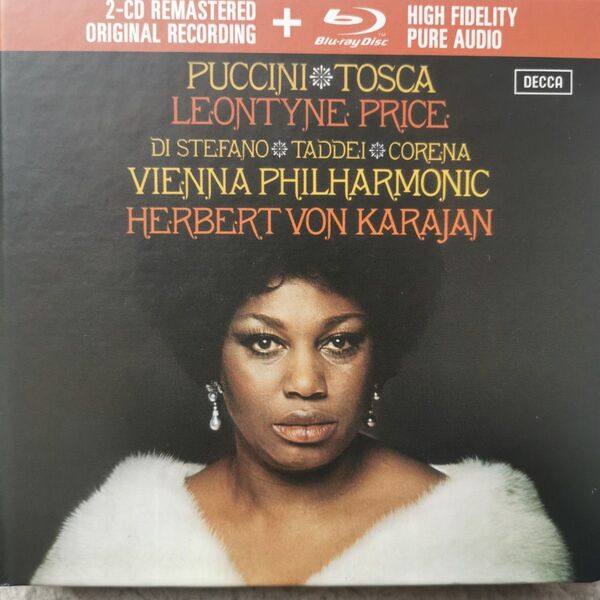 2-CD REMASTERED
ORIGINAL RECORDING
+
Blu-ray Disc™
HIGH FIDELITY
PURE AUDIO
PUCCINI TOSCA
DECCA
LEONTYNE PRICE
DI STEFANO TADDEI CORENA
VIENNA PHILHARMONIC
HERBERT VON KARAJAN